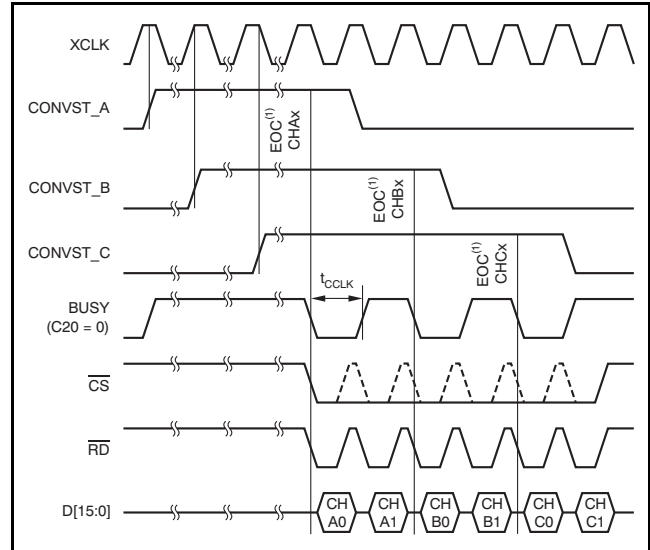 XCLK
CONVST_A
EOC(1)
CHAx
CONVST_B
EOC(1)
CHBx
CONVST_C
EOC(1)
CHCx
tCCLK
BUSY
(C20 = 0)
CS
RD
D[15:0]
CH
A0
CH
A1
CH
B0
CH
B1
CH
C0
CH
C1